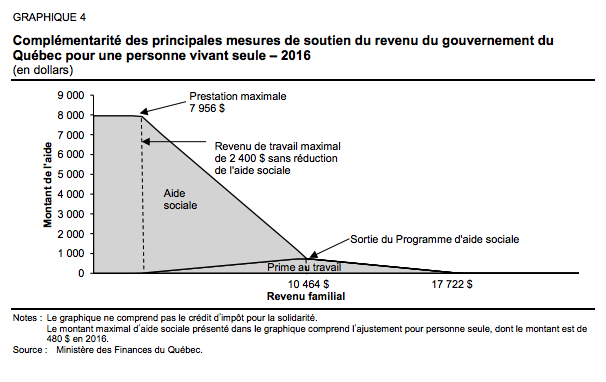 GRAPHIQUE 4
Complémentarité des principales mesures de soutien du revenu du gouvernement du
Québec pour une personne vivant seule – 2016
(en dollars)
9 000
8 000
7 000
6 000
5 000
4 000
3 000
2 000
1 000
0
Montant de l'aide
Prestation maximale
7 956 $
Revenu de travail maximal
de 2 400 $ sans réduction
de l'aide sociale
Aide
sociale
Sortie du Programme d'aide sociale
Prime au travail
10 464 $
17 722 $
Revenu familial
Notes : Le graphique ne comprend pas le crédit d'impôt pour la solidarité.
Le montant maximal d'aide sociale présenté dans le graphique comprend l'ajustement pour personne seule, dont le montant est de
480 $ en 2016.
Source : Ministère des Finances du Québec.